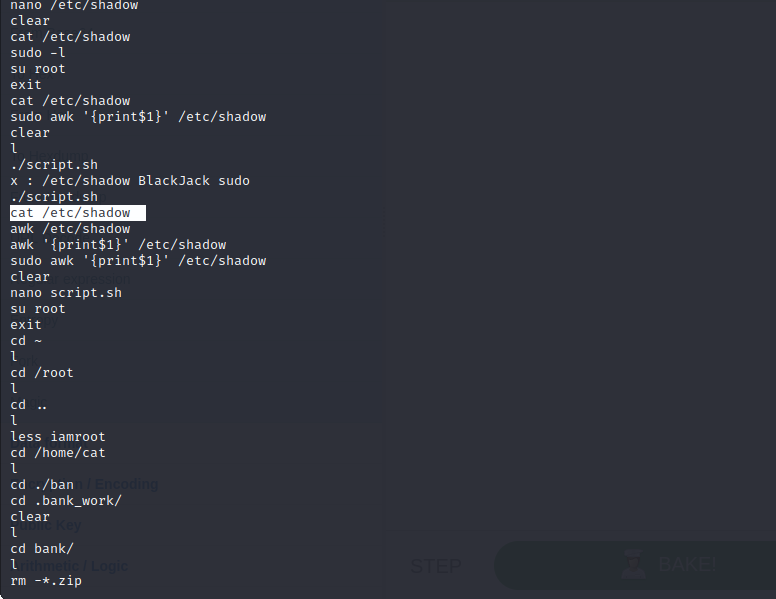 nano /etc/shadow
clear
cat /etc/shadow
sudo -l
su root
exit
cat /etc/shadow
sudo awk '{print$1}' /etc/shadow
clear
l
./script.sh
x : /etc/shadow BlackJack sudo
./script.sh
cat /etc/shadow
awk /etc/shadow
awk '{print$1}' /etc/shadow
sudo awk '{print$1}' /etc/shadow
clear
nano script.sh
su root
exit
cd ~
l
cd /root
l
cd ..
l
less iamroot
cd /home/cat
l
cd ./ban
/ Encoding
cd .bank_work/
clear
Key
l
cd bank/
l
Arithmetic / Logic
STEP
BAKE!
rm -*.zip